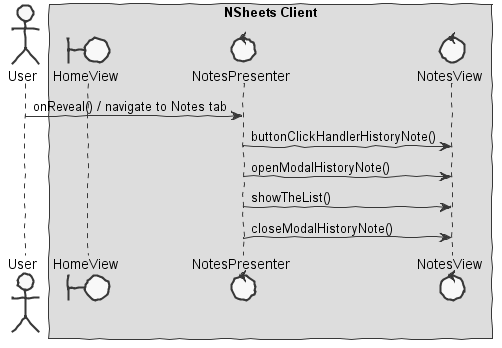 NSheets Client
User HomeView NotesPresenter NotesView
onReveal() / navigate to Notes tab
buttonClickHandlerHistoryNote()
openModalHistoryNote()
showTheList()
closeModalHistoryNote()
User HomeView NotesPresenter NotesView